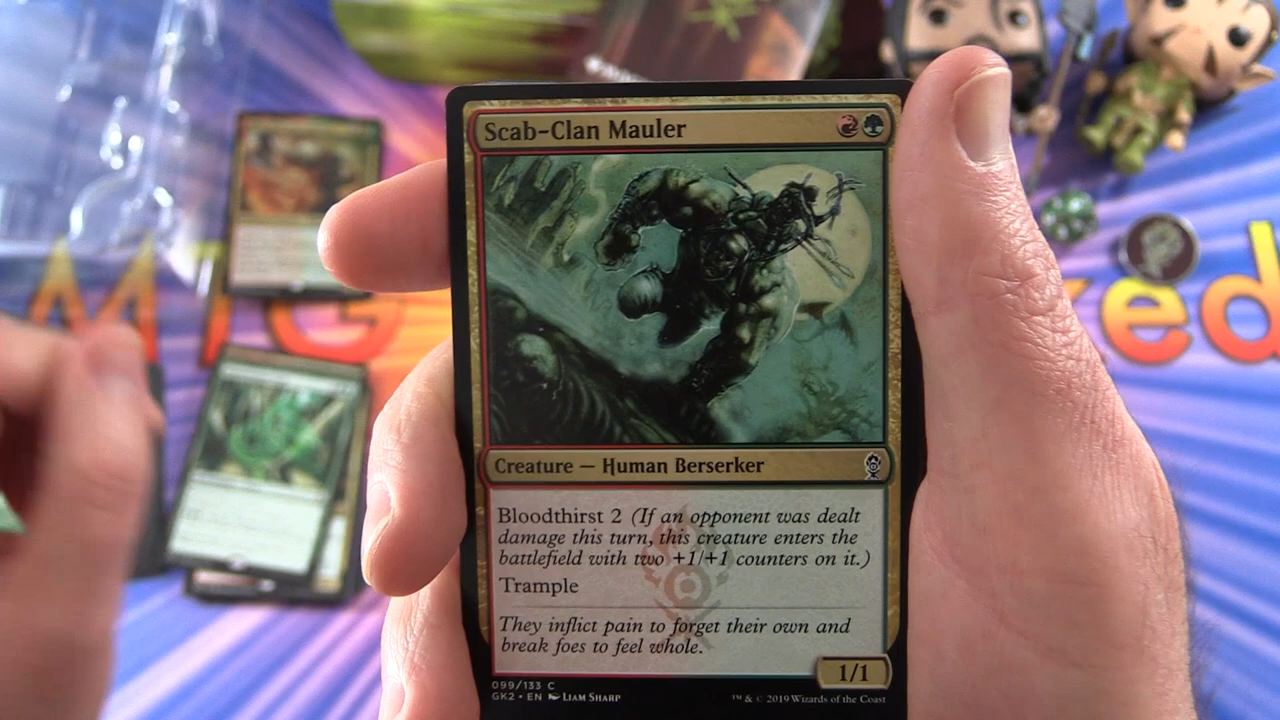 Scab-Clan Mauler
MTG
ked
Creature — Human Berserker
Bloodthirst 2 (If an opponent was dealt
damage this turn, this creature enters the
battlefield with two +1/+1 counters on it.)
Trample
They inflict pain to forget their own and
break foes to feel whole.
1/1
099/133 C
GK2 • EN Liam Sharp
™ & © 2019 Wizards of the Coast